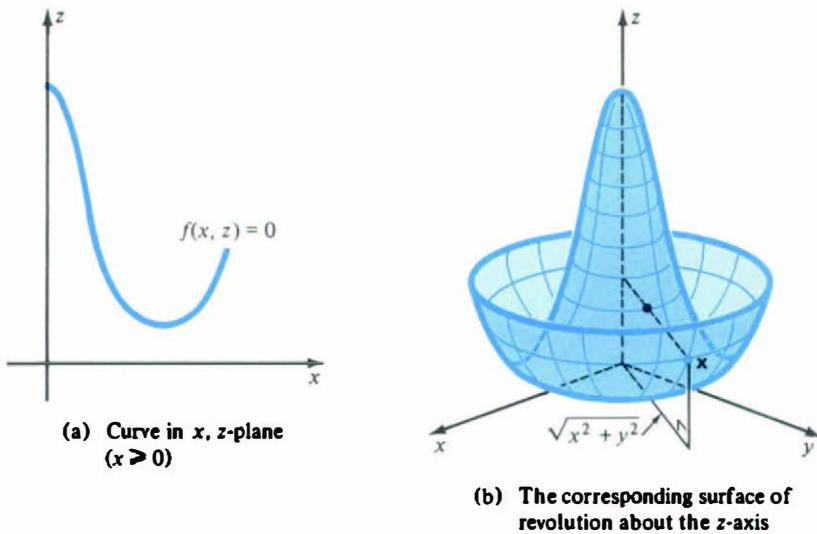 z
f(x, z) = 0
x
(a) Curve in x, z-plane
(x ⩾ 0)
z
x
√x² + y²
x
y
(b) The corresponding surface of
revolution about the z-axis